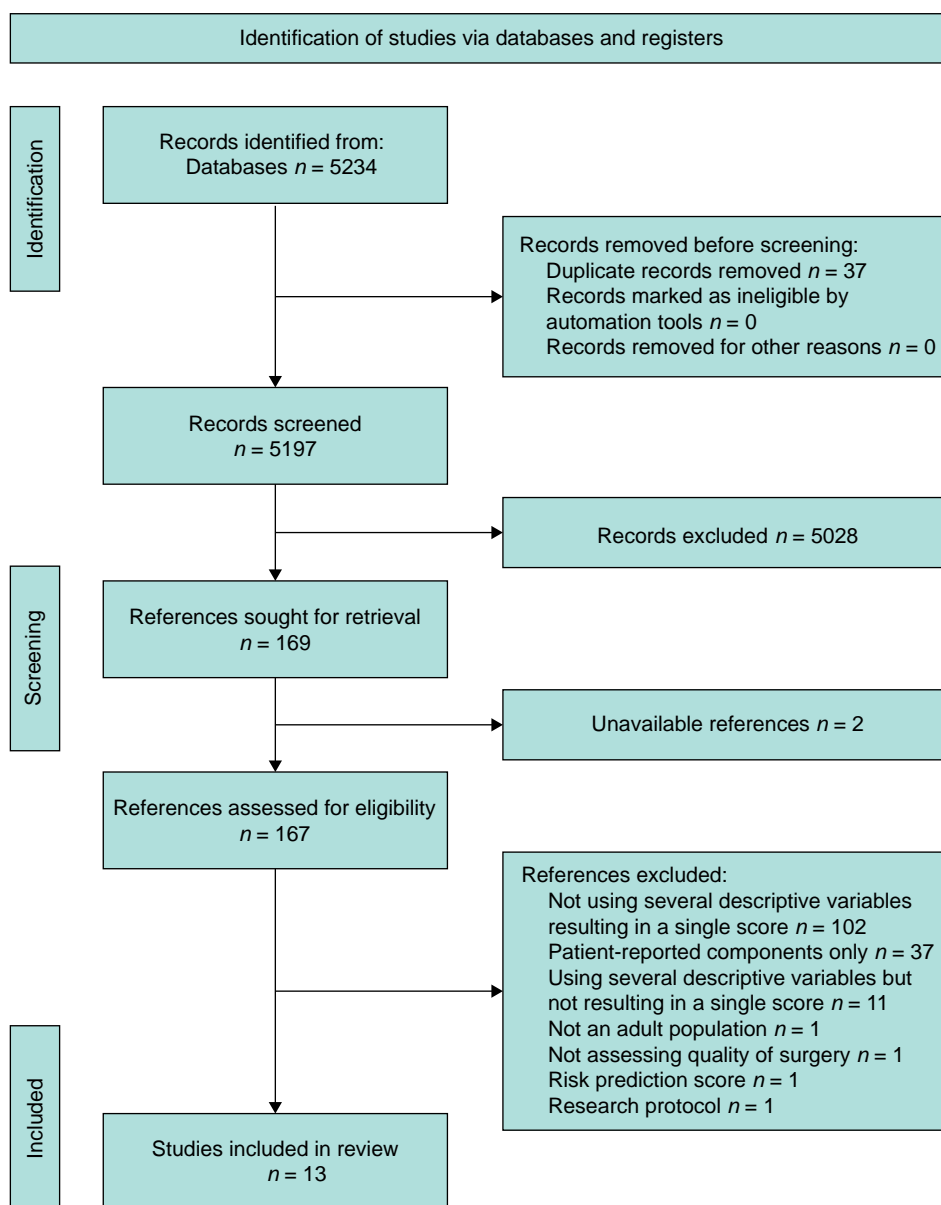 Identification of studies via databases and registers
Identification
Records identified from:
Databases n = 5234
Records removed before screening:
Duplicate records removed n = 37
Records marked as ineligible by
automation tools n = 0
Records removed for other reasons n = 0
Records screened
n = 5197
Records excluded n = 5028
Screening
References sought for retrieval
n = 169
Unavailable references n = 2
References assessed for eligibility
n = 167
References excluded:
Not using several descriptive variables
resulting in a single score n = 102
Patient-reported components only n = 37
Using several descriptive variables but
not resulting in a single score n = 11
Not an adult population n = 1
Not assessing quality of surgery n = 1
Risk prediction score n = 1
Research protocol n = 1
Included
Studies included in review
n = 13